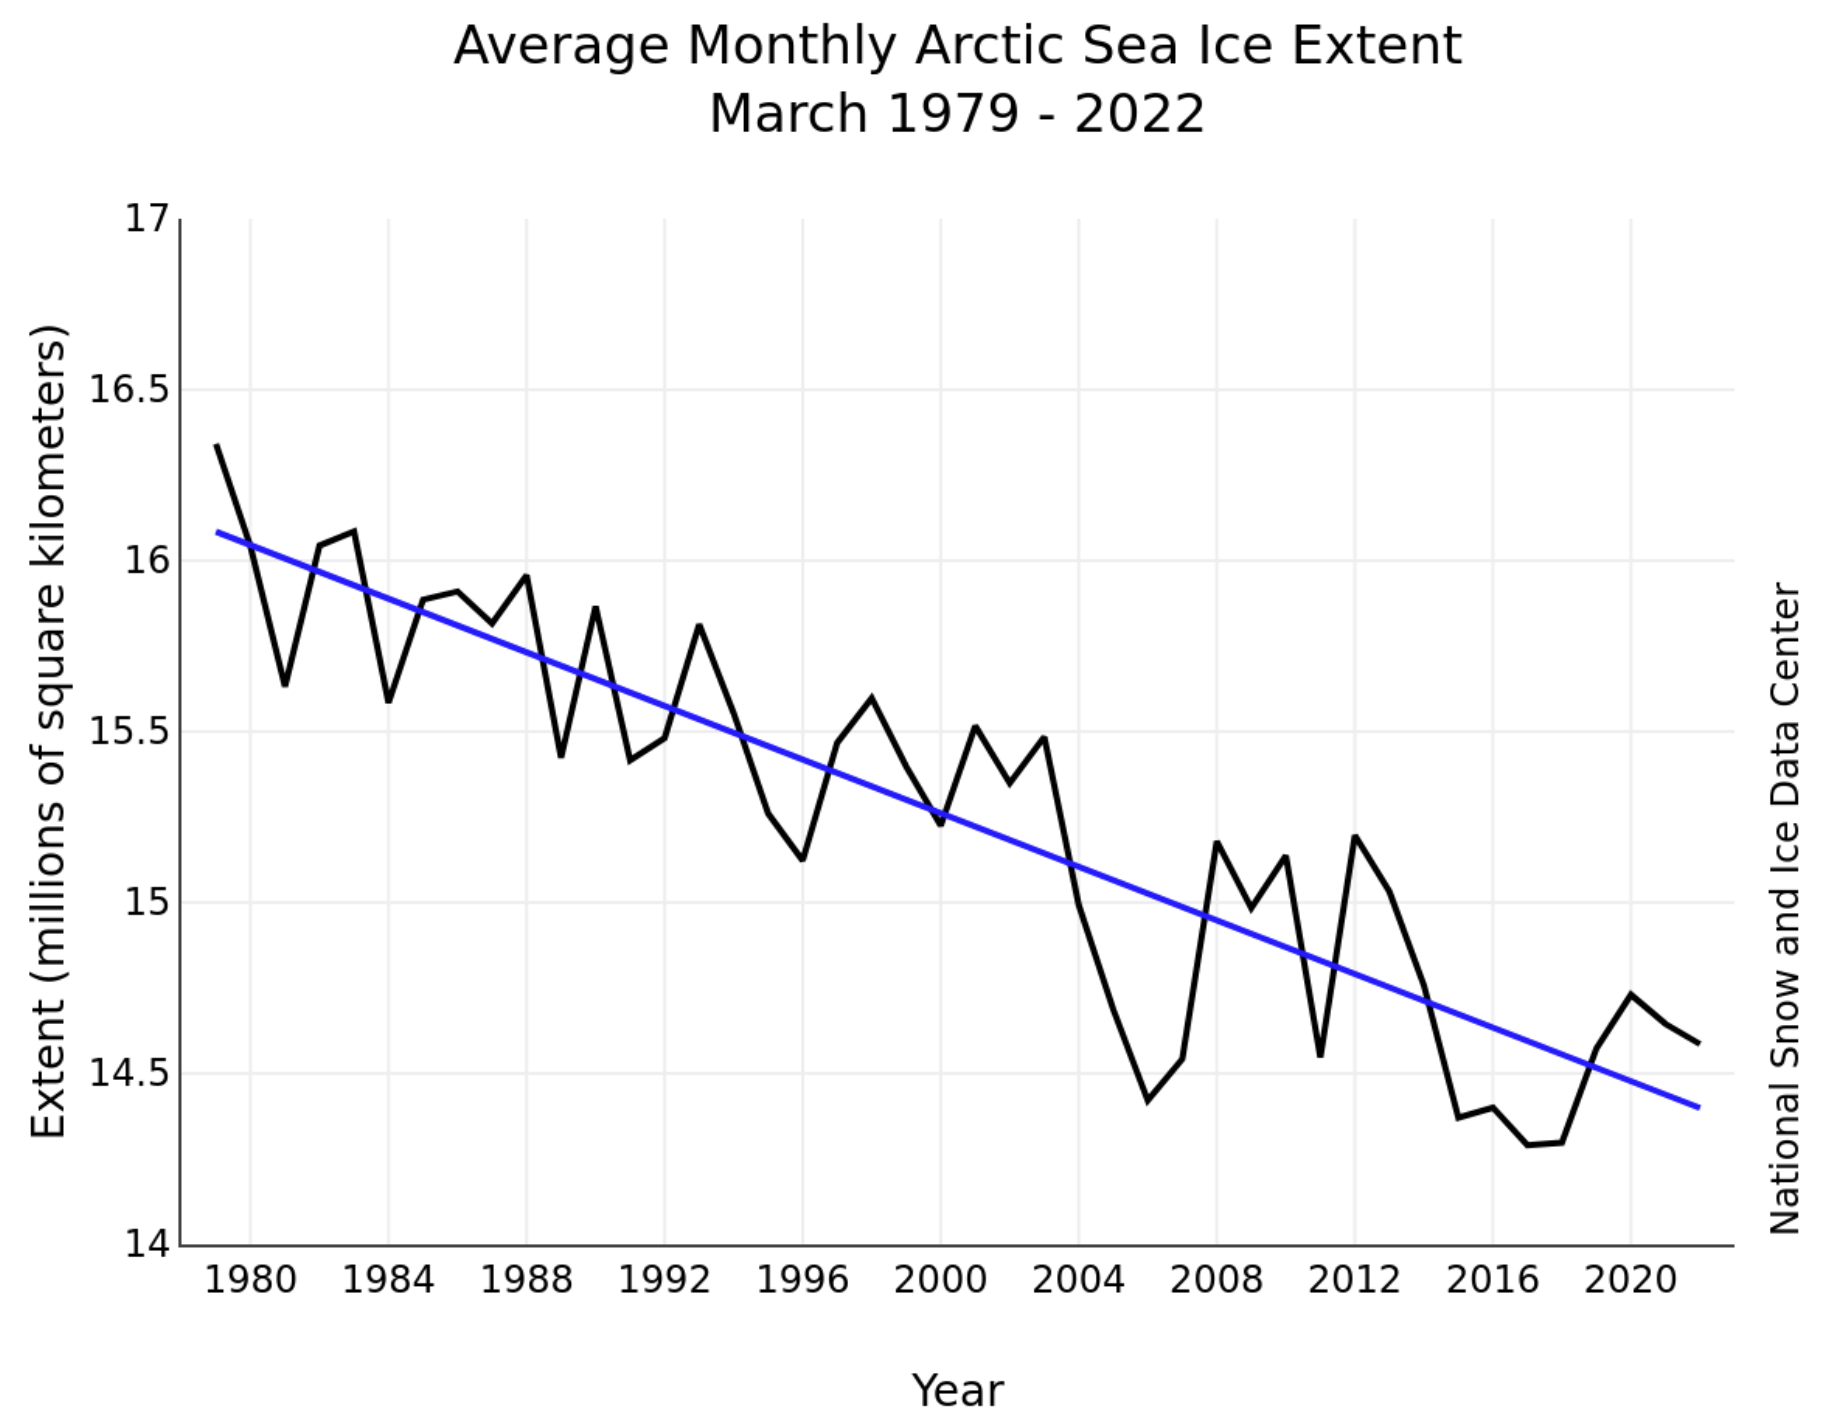 Average Monthly Arctic Sea Ice Extent
March 1979 - 2022
Extent (millions of square kilometers)
17
16.5
16
15.5
15
14.5
14
1980 1984 1988 1992 1996 2000 2004 2008 2012 2016 2020
Year
National Snow and Ice Data Center